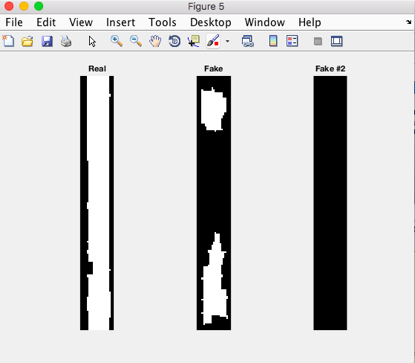 Figure 5
File Edit View Insert Tools Desktop Window Help
Real Fake Fake #2